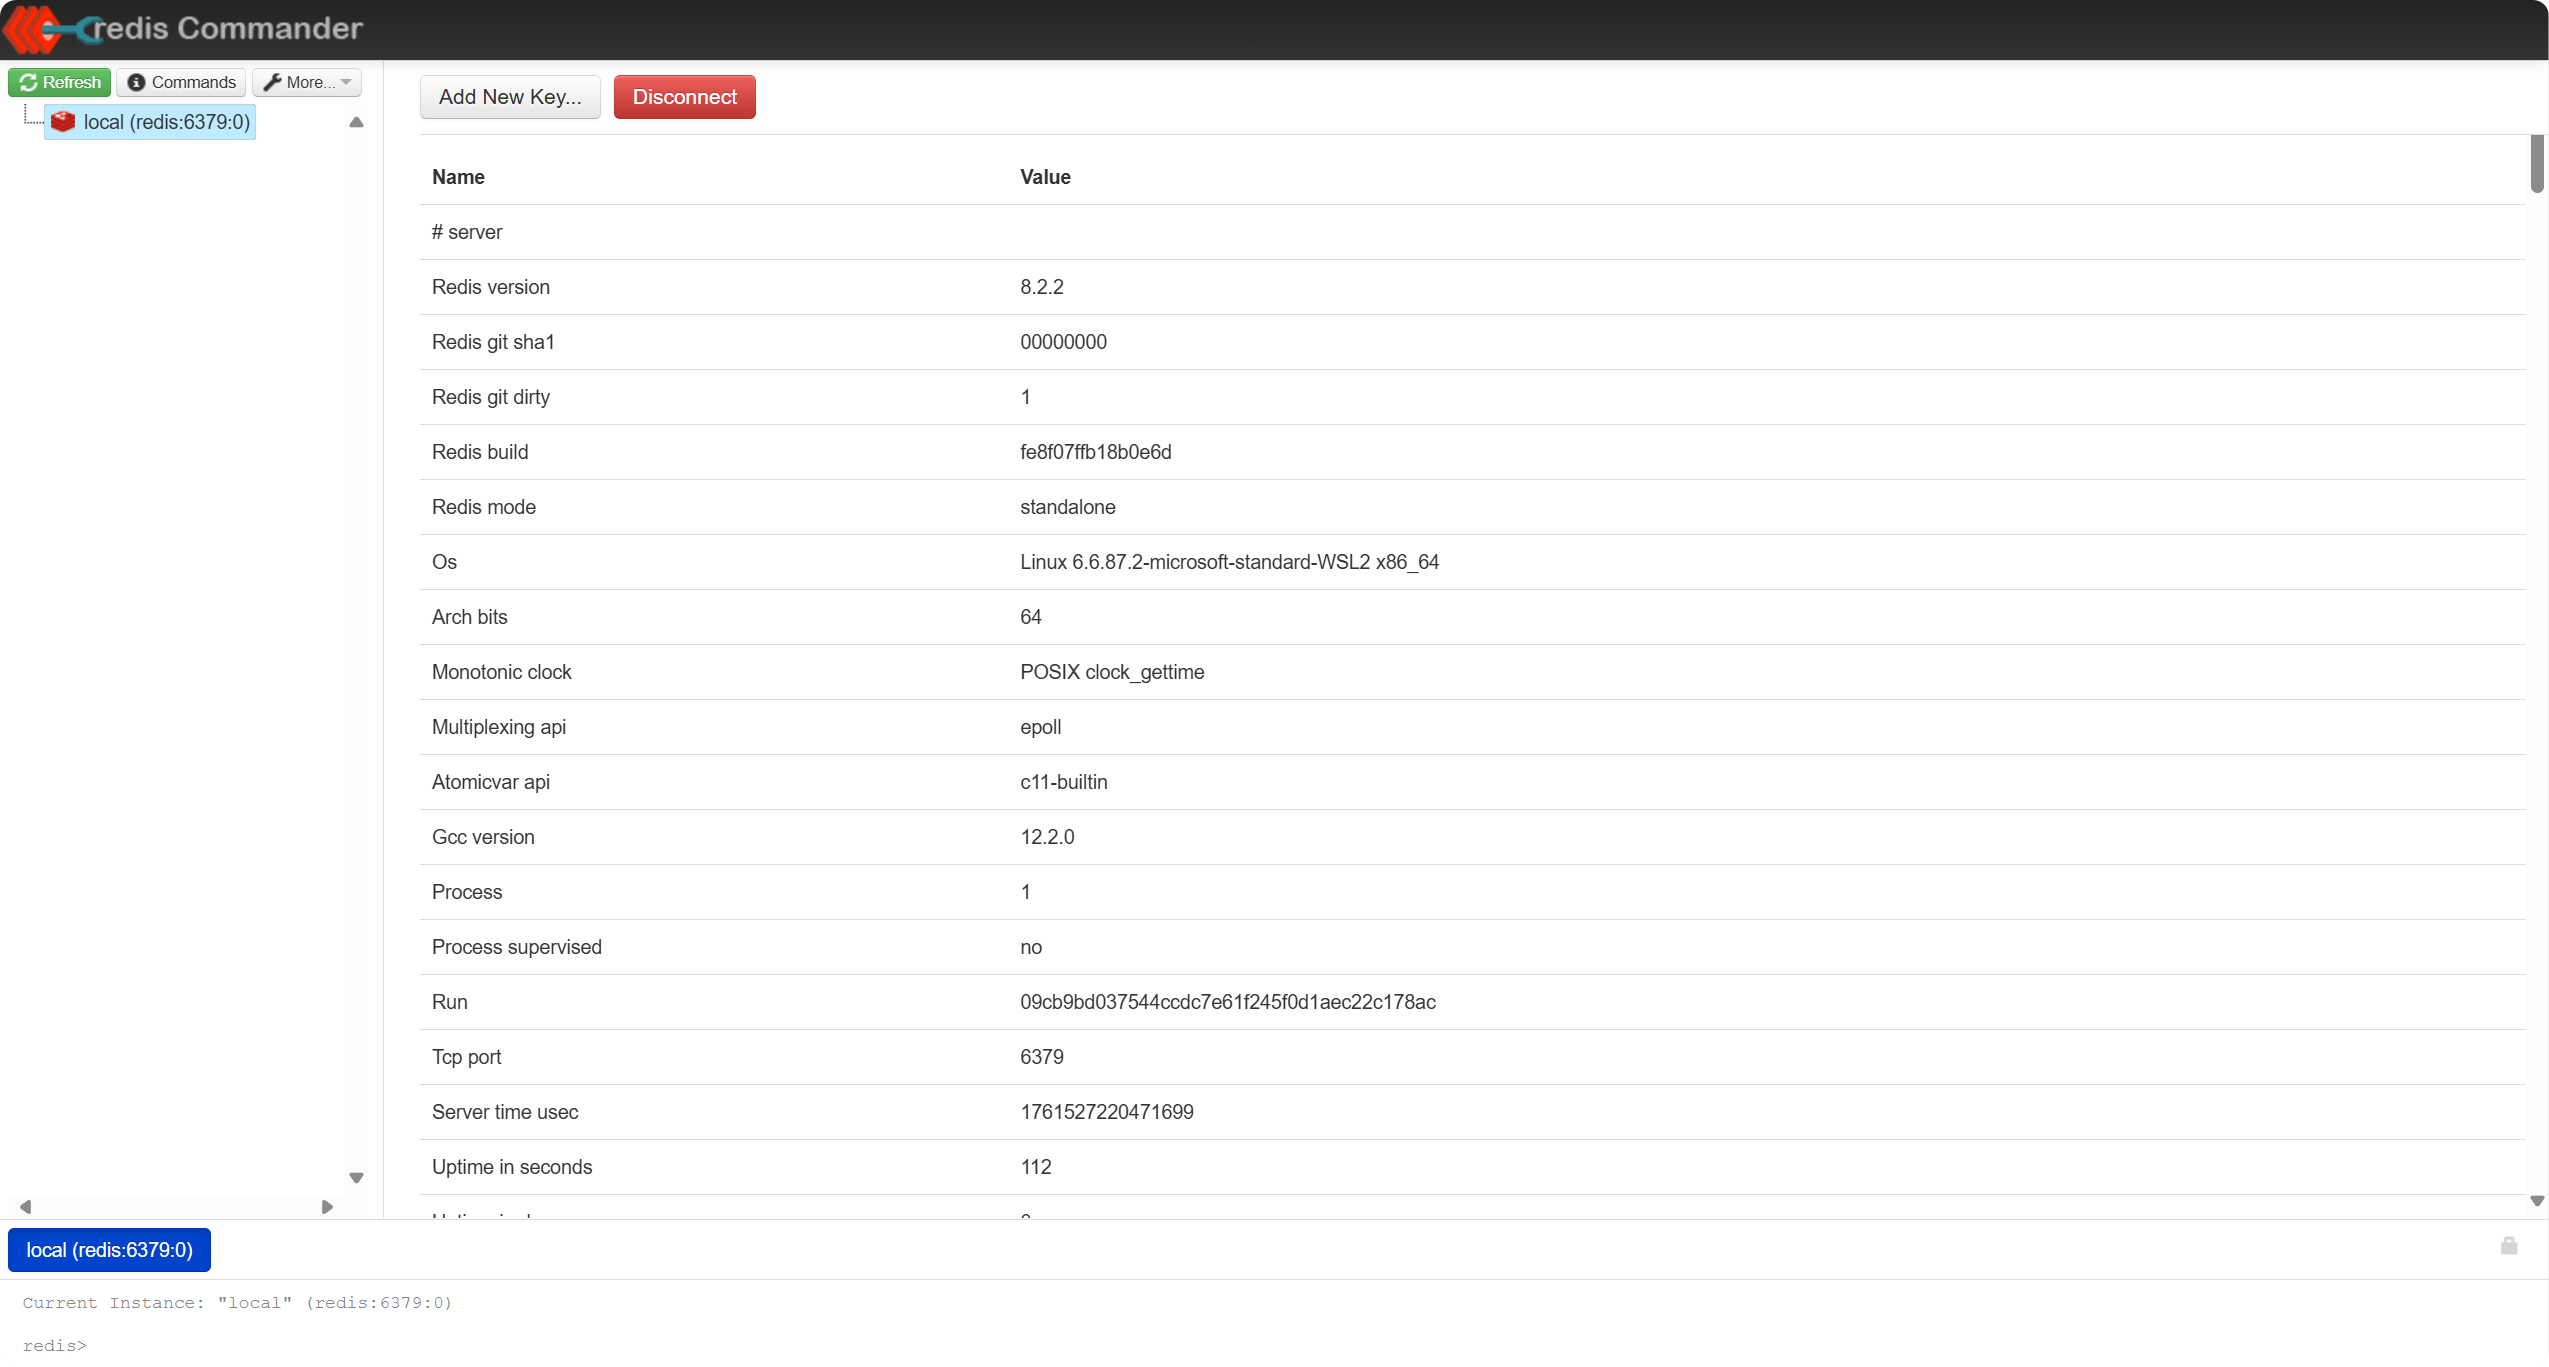 redis Commander
Refresh Commands More...
local (redis:6379:0)
Add New Key... Disconnect
Name Value
# server
Redis version 8.2.2
Redis git sha1 00000000
Redis git dirty 1
Redis build fe8f07ffb18b0e6d
Redis mode standalone
Os Linux 6.6.87.2-microsoft-standard-WSL2 x86_64
Arch bits 64
Monotonic clock POSIX clock_gettime
Multiplexing api epoll
Atomicvar api c11-builtin
Gcc version 12.2.0
Process 1
Process supervised no
Run 09cb9bd037544ccdc7e61f245f0d1aec22c178ac
Tcp port 6379
Server time usec 1761527220471699
Uptime in seconds 112
local (redis:6379:0)
Current Instance: "local" (redis:6379:0)
redis>